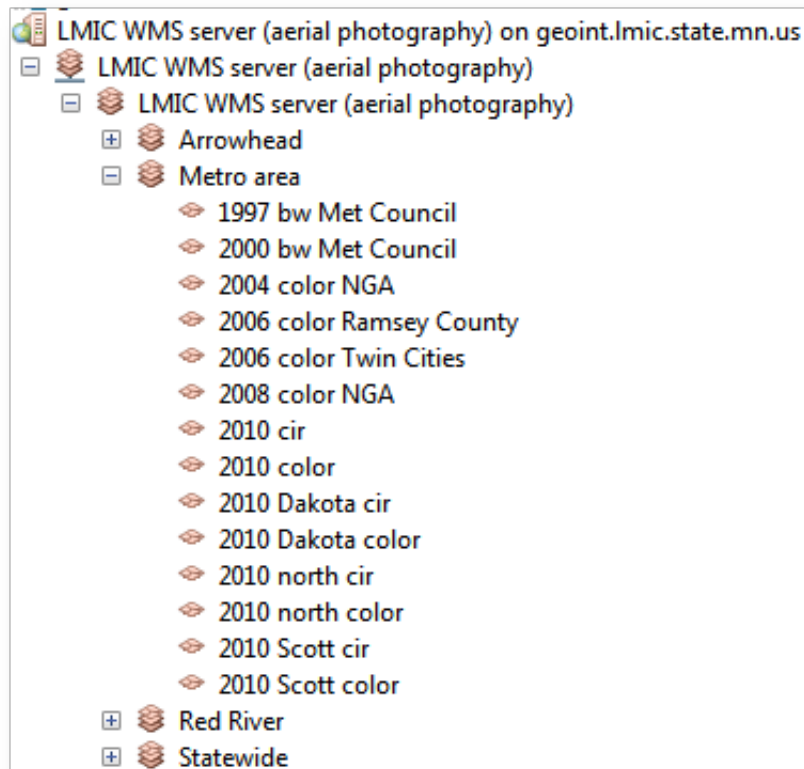 LMIC WMS server (aerial photography) on geoint.lmic.state.mn.us
LMIC WMS server (aerial photography)
LMIC WMS server (aerial photography)
Arrowhead
Metro area
1997 bw Met Council
2000 bw Met Council
2004 color NGA
2006 color Ramsey County
2006 color Twin Cities
2008 color NGA
2010 cir
2010 color
2010 Dakota cir
2010 Dakota color
2010 north cir
2010 north color
2010 Scott cir
2010 Scott color
Red River
Statewide